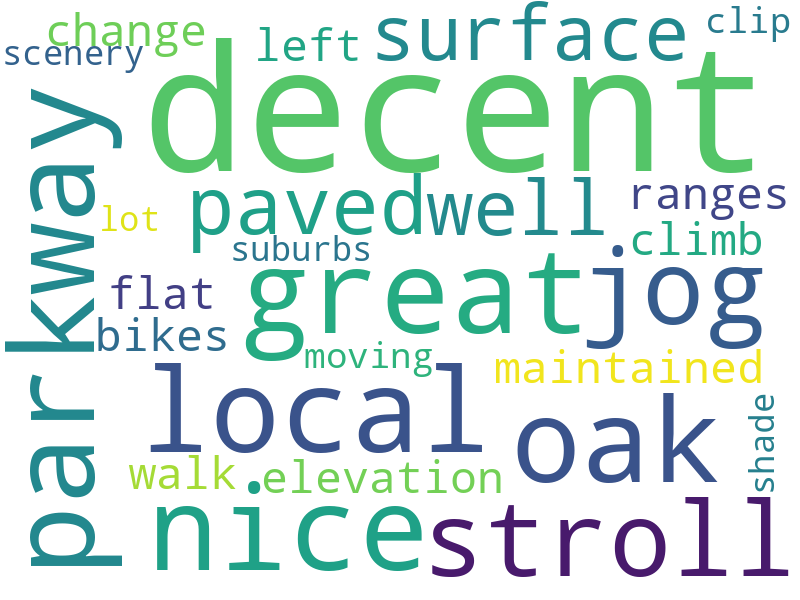 change
scenery
left
surface
clip
decent
parkway
paved
well
ranges
lot
suburbs
climb
flat
great
jog
bikes
moving
maintained
local
oak
shade
walk
elevation
nice
stroll